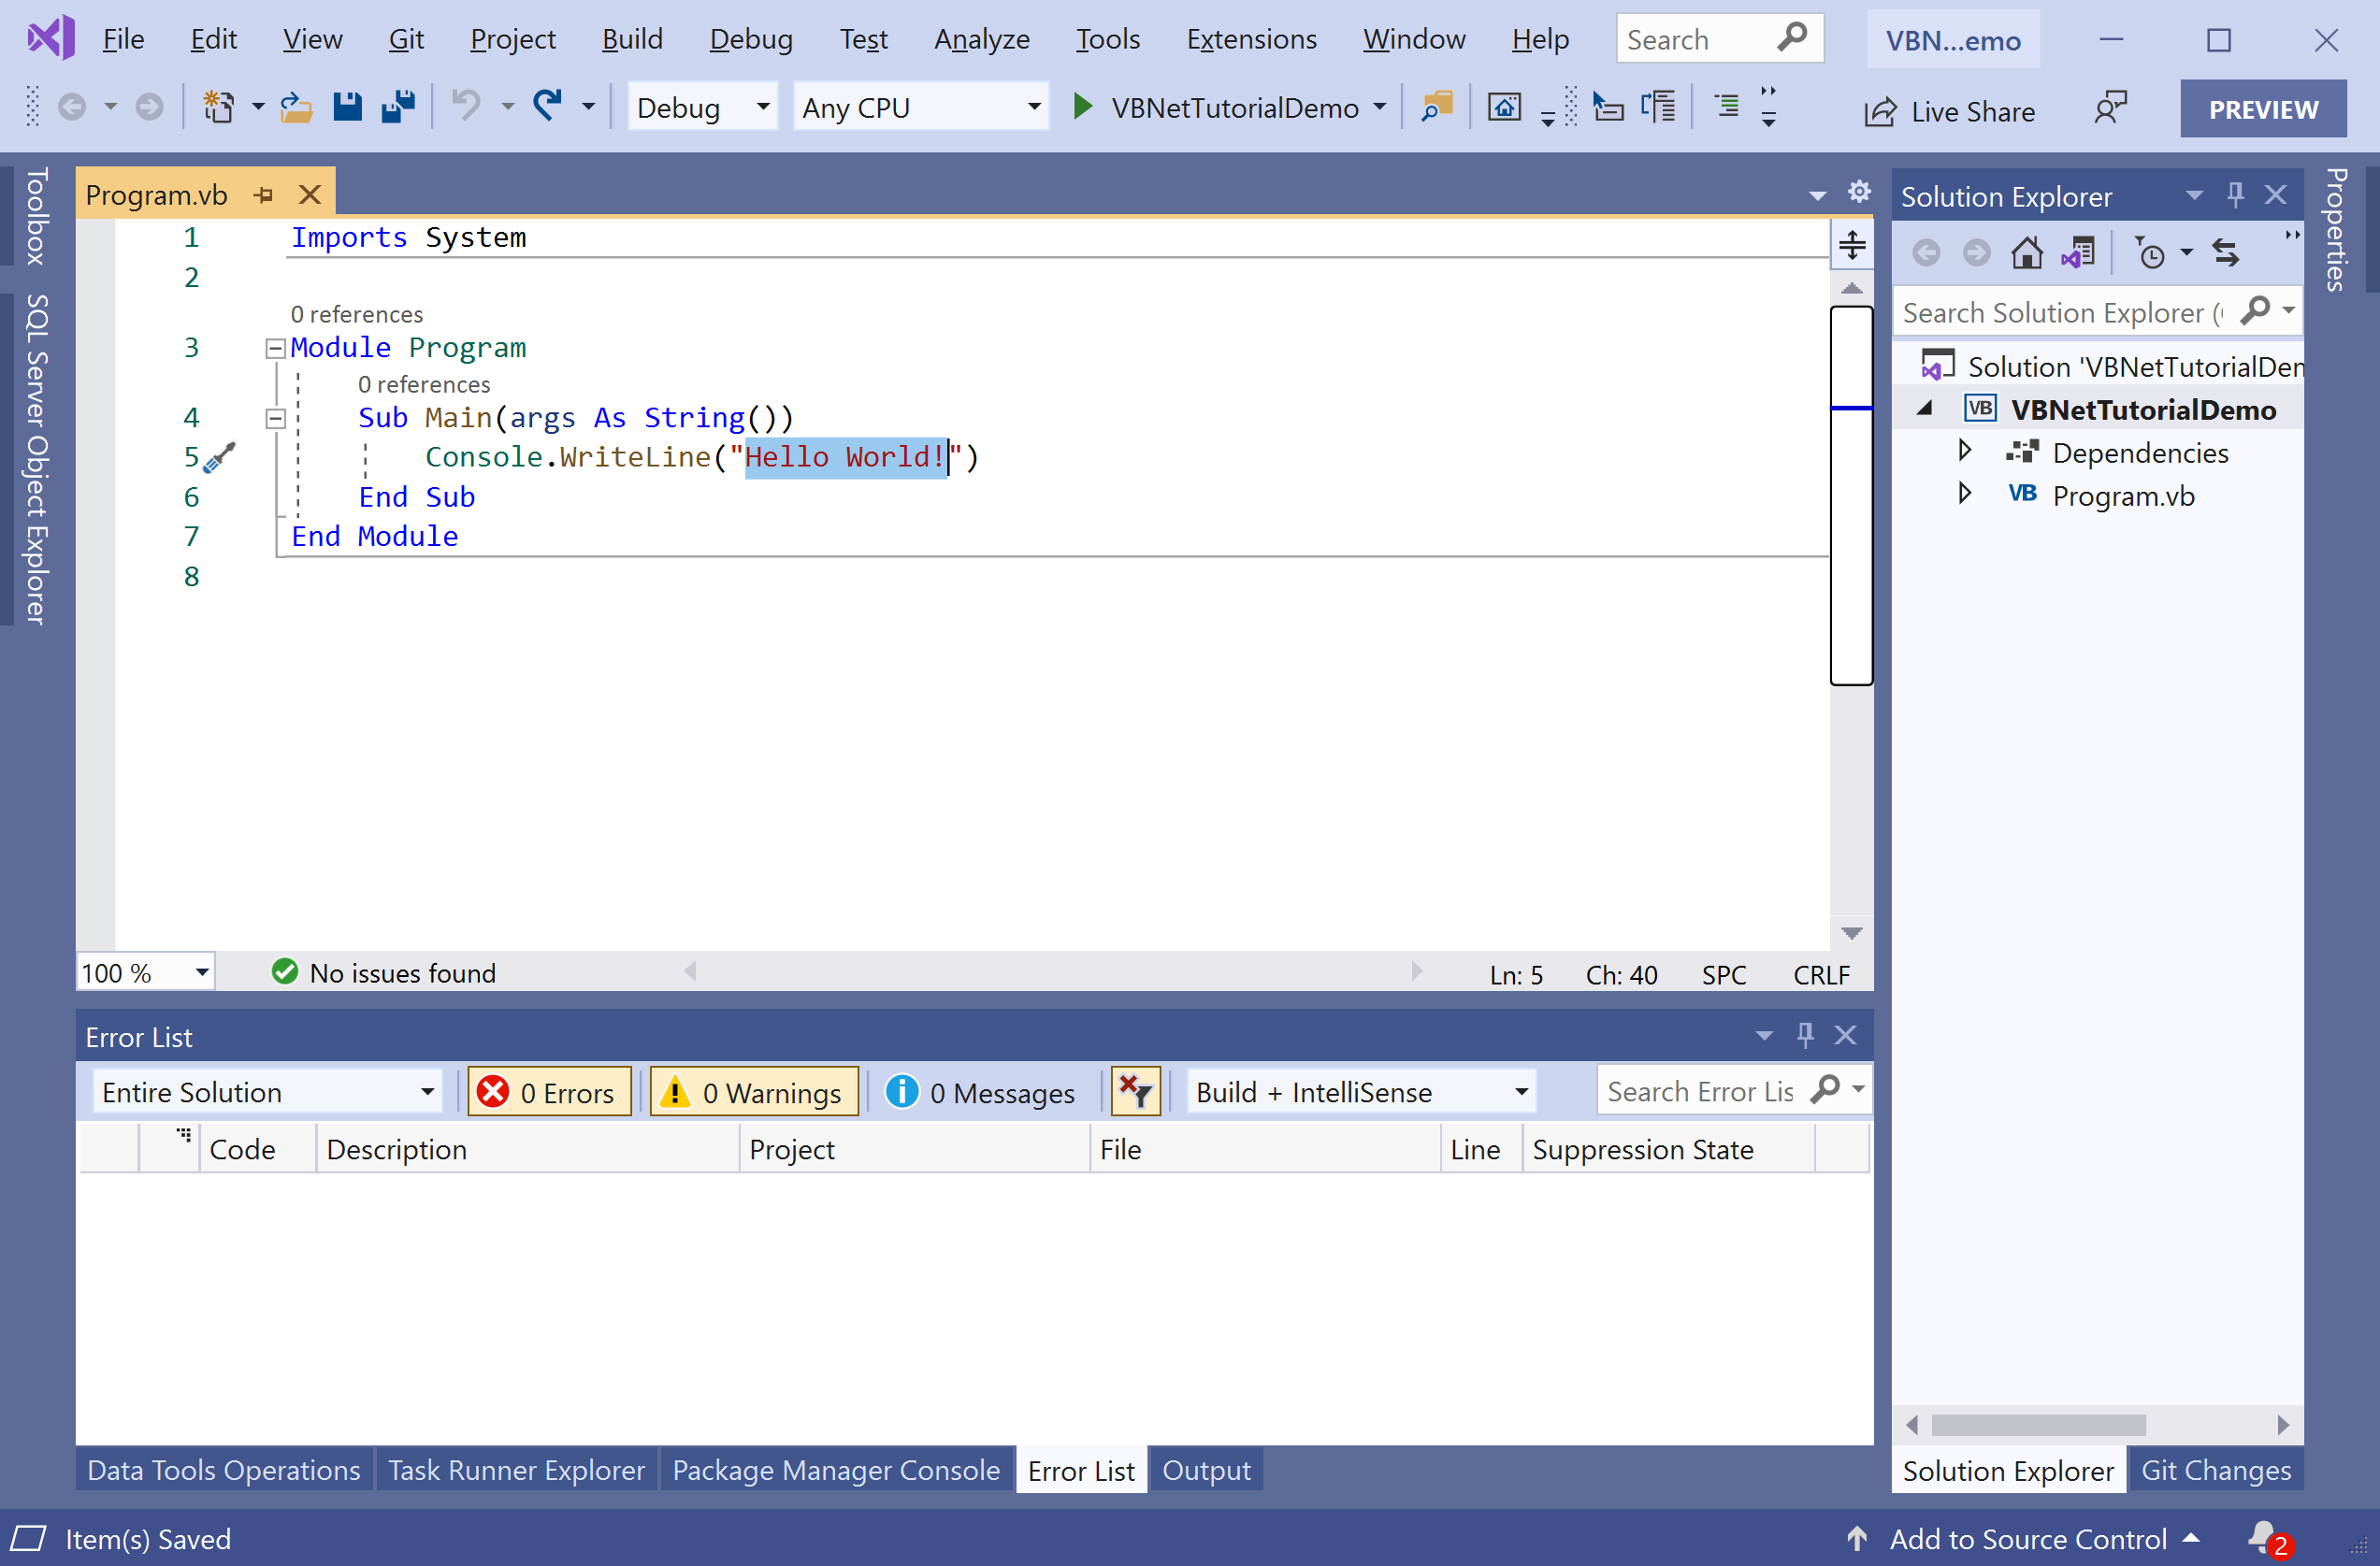 File Edit View Git Project Build Debug Test Analyze Tools Extensions Window Help Search VBN...emo
Debug Any CPU VBNetTutorialDemo Live Share PREVIEW
Toolbox
SQL Server Object Explorer
Program.vb
1 Imports System
2
0 references
3 Module Program
0 references
4 Sub Main(args As String())
5 Console.WriteLine("Hello World!")
6 End Sub
7 End Module
8
100 % No issues found Ln: 5 Ch: 40 SPC CRLF
Error List
Entire Solution 0 Errors 0 Warnings 0 Messages Build + IntelliSense Search Error Lis
Code Description Project File Line Suppression State
Data Tools Operations Task Runner Explorer Package Manager Console Error List Output
Solution Explorer
Search Solution Explorer (
Solution 'VBNetTutorialDem
VB VBNetTutorialDemo
Dependencies
VB Program.vb
Solution Explorer Git Changes
Properties
Item(s) Saved Add to Source Control 2